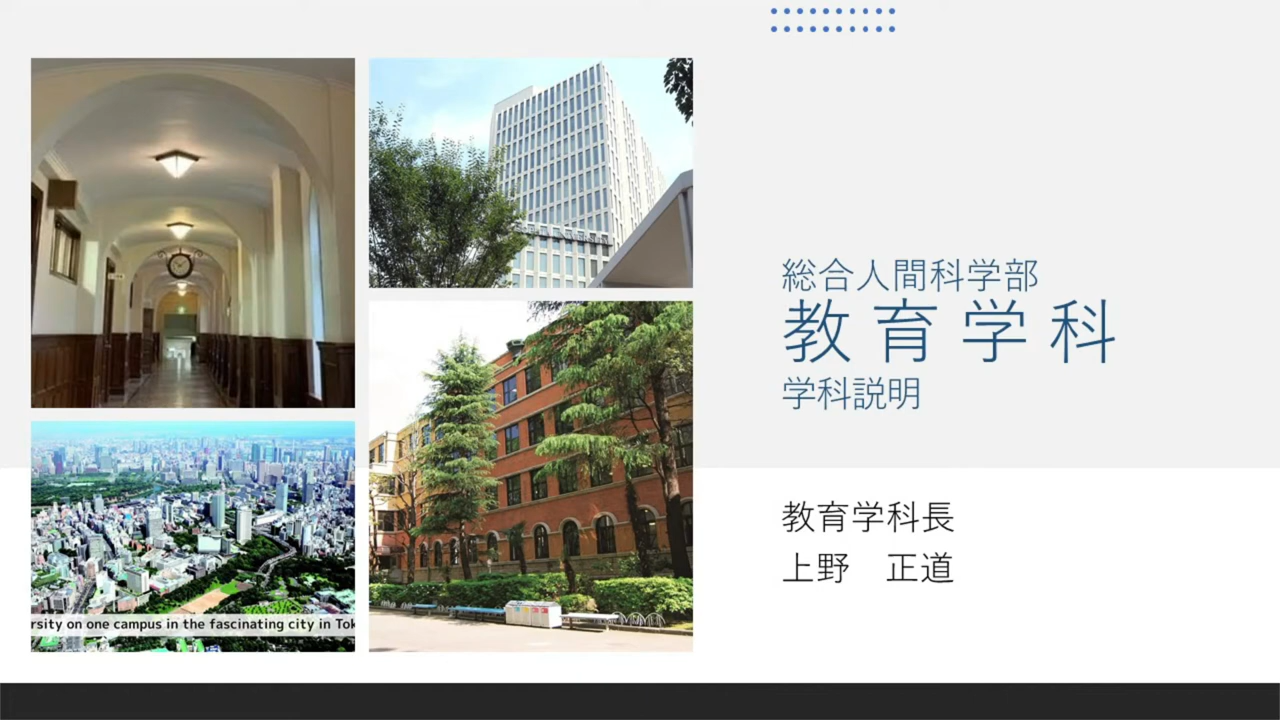 総合人間科学部
教育学科
学科説明
教育学科長
上野　正道
rsity on one campus in the fascinating city in Tok